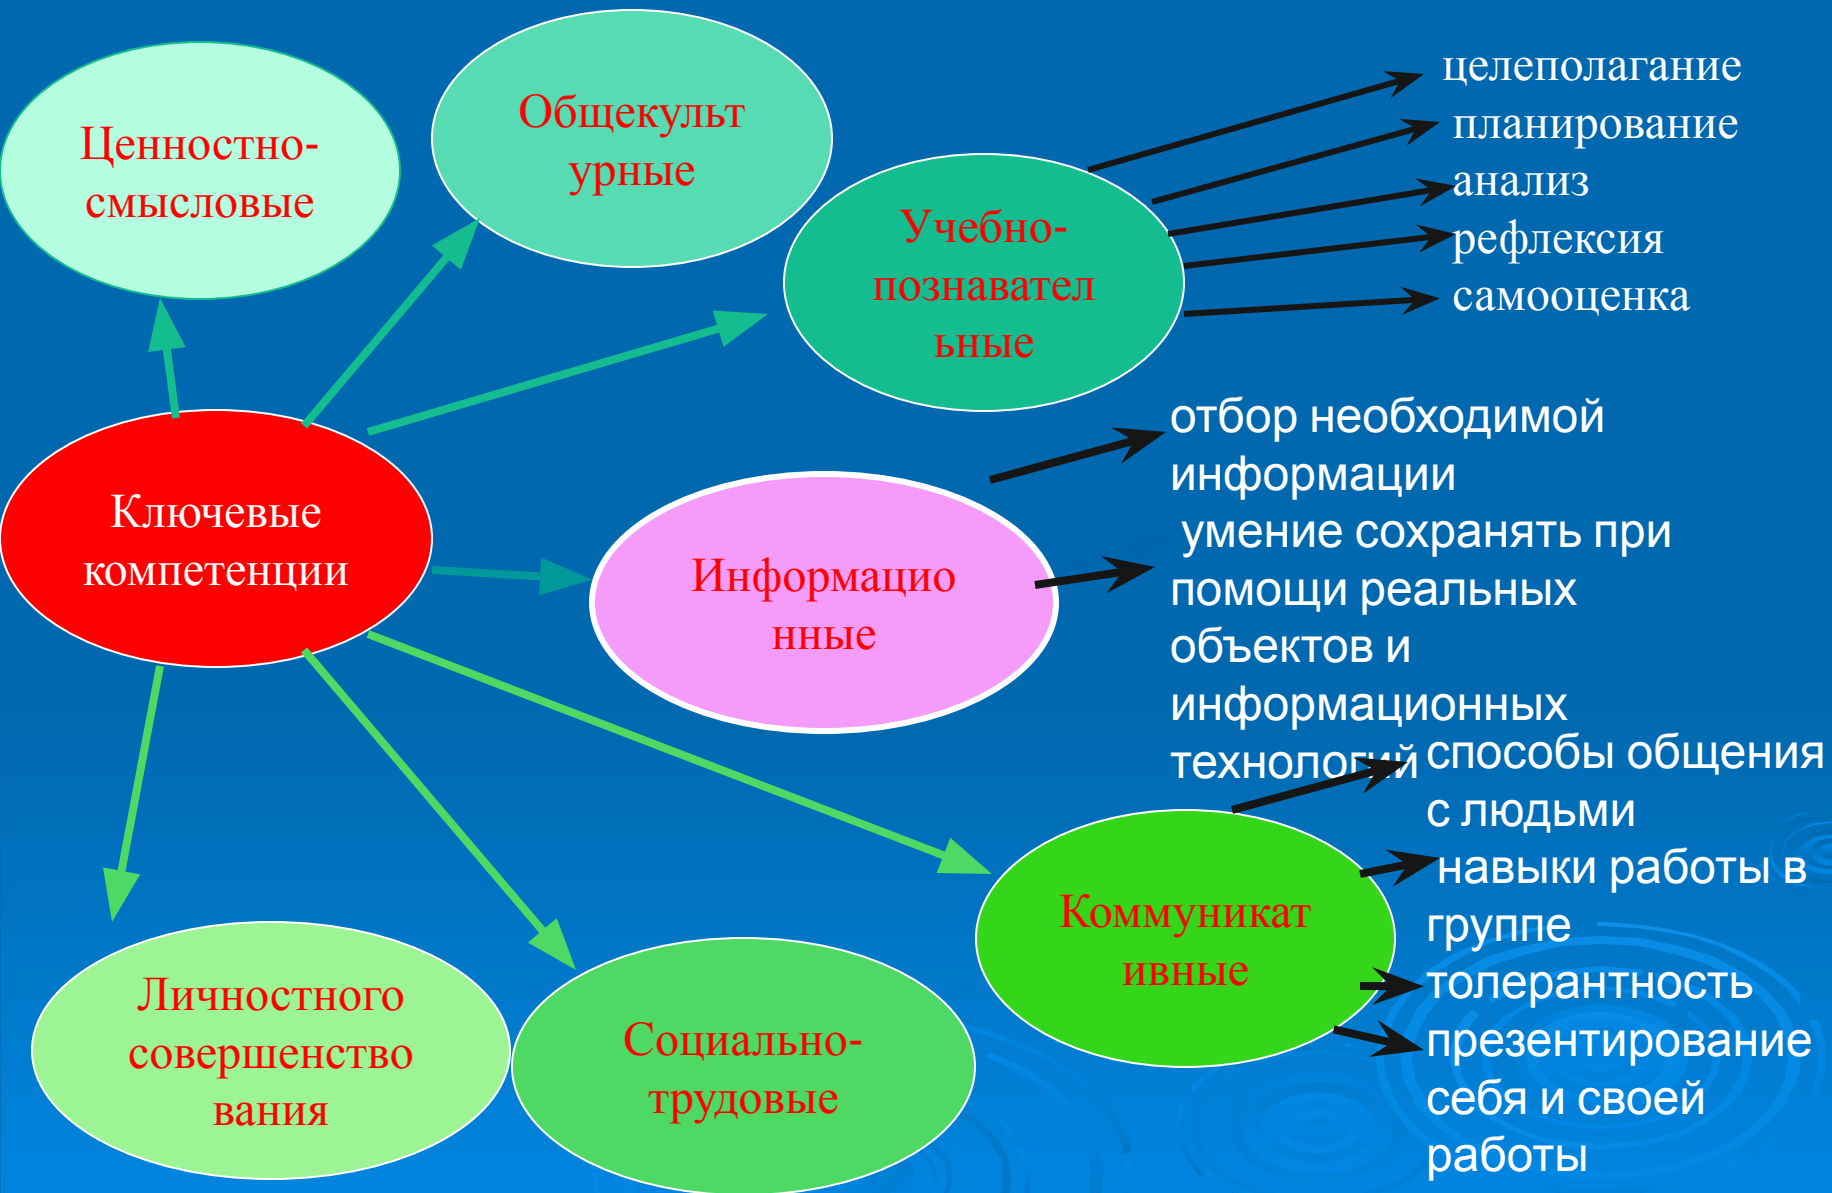 Ценностно-
смысловые
Общекульт
урные
Учебно-
познавател
ьные
целеполагание
планирование
анализ
рефлексия
самооценка
Ключевые
компетенции
Информацио
нные
отбор необходимой
информации
умение сохранять при
помощи реальных
объектов и
информационных
технологий
Коммуникат
ивные
способы общения
с людьми
навыки работы в
группе
толерантность
презентирование
себя и своей
работы
Личностного
совершенство
вания
Социально-
трудовые